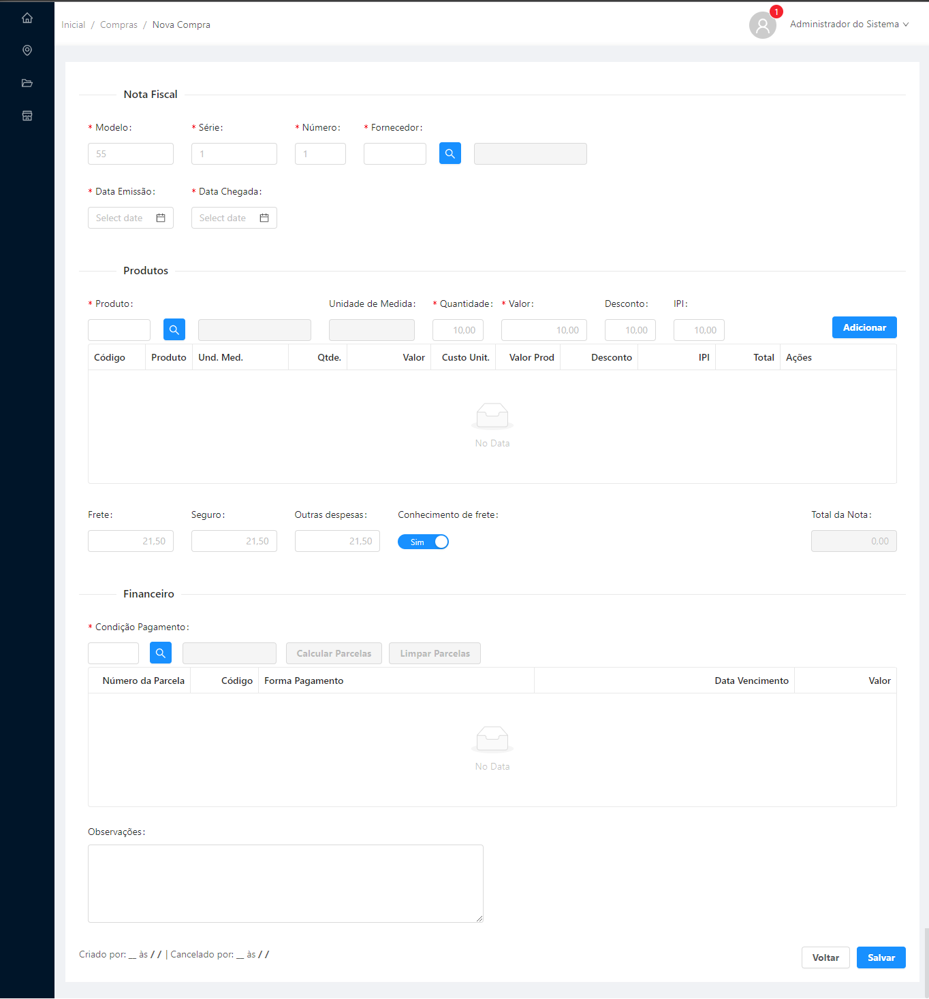 Inicial / Compras / Nova Compra
1
Administrador do Sistema
Nota Fiscal
* Modelo: * Série: * Número: * Fornecedor:
55 1 1
* Data Emissão: * Data Chegada:
Select date Select date
Produtos
* Produto: Unidade de Medida: * Quantidade: * Valor: Desconto: IPI:
10,00 10,00 10,00 10,00 Adicionar
Código Produto Und. Med. Qtde. Valor Custo Unit. Valor Prod Desconto IPI Total Ações
No Data
Frete: Seguro: Outras despesas: Conhecimento de frete: Total da Nota:
21,50 21,50 21,50 Sim 0,00
Financeiro
* Condição Pagamento:
Calcular Parcelas Limpar Parcelas
Número da Parcela Código Forma Pagamento Data Vencimento Valor
No Data
Observações:
Criado por: __ às / / | Cancelado por: __ às / /
Voltar Salvar